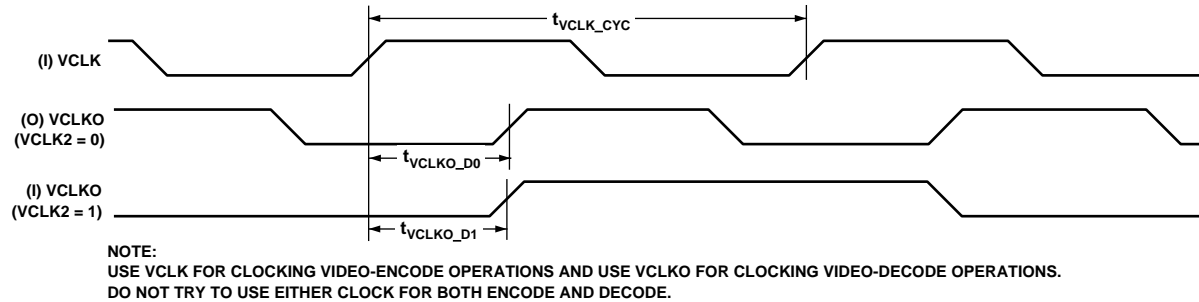 tVCLK_CYC
(I) VCLK
(O) VCLKO
(VCLK2 = 0)
tVCLKO_D0
(I) VCLKO
(VCLK2 = 1)
tVCLKO_D1
NOTE:
USE VCLK FOR CLOCKING VIDEO-ENCODE OPERATIONS AND USE VCLKO FOR CLOCKING VIDEO-DECODE OPERATIONS.
DO NOT TRY TO USE EITHER CLOCK FOR BOTH ENCODE AND DECODE.